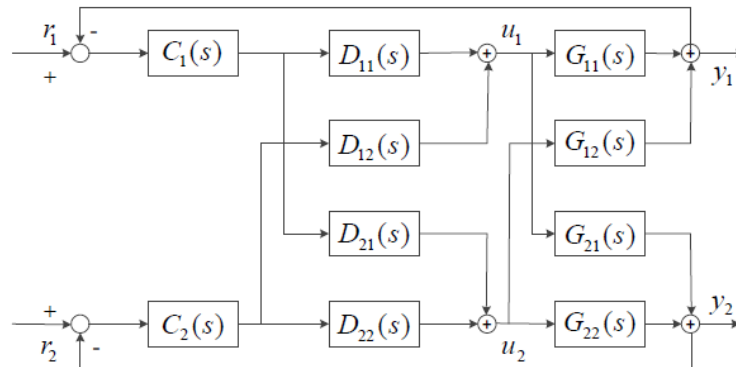 r₁ - C₁(s) D₁₁(s) + u₁ G₁₁(s) + y₁
+
D₁₂(s) G₁₂(s)
D₂₁(s) G₂₁(s)
+ C₂(s) D₂₂(s) + G₂₂(s) + y₂
r₂ - u₂